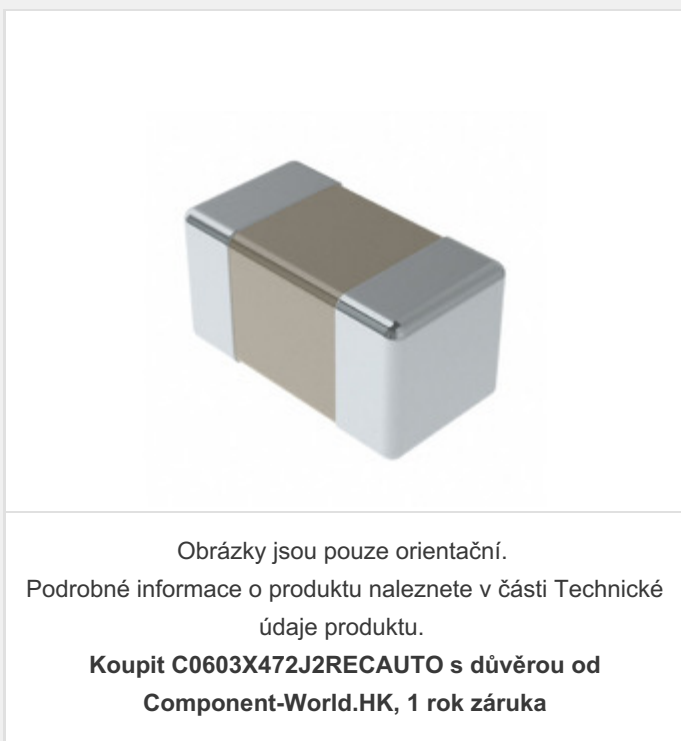 Obrázky jsou pouze orientační.
Podrobné informace o produktu naleznete v části Technické
údaje produktu.
Koupit C0603X472J2RECAUTO s důvěrou od
Component-World.HK, 1 rok záruka